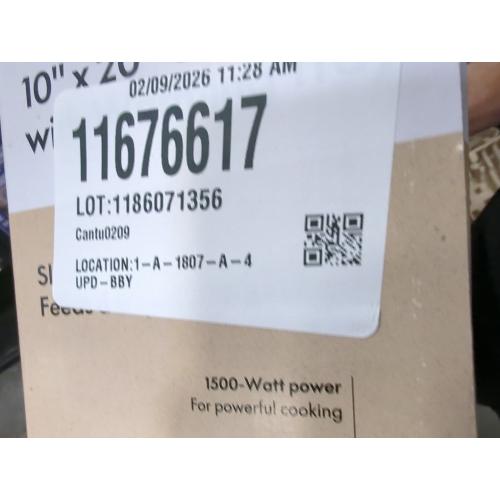 10" x 20
02/09/2026 11:28 AM
wi
11676617
LOT:1186071356
Cantu0209
LOCATION:1-A-1807-A-4
UPD-BBY
1500-Watt power
For powerful cooking